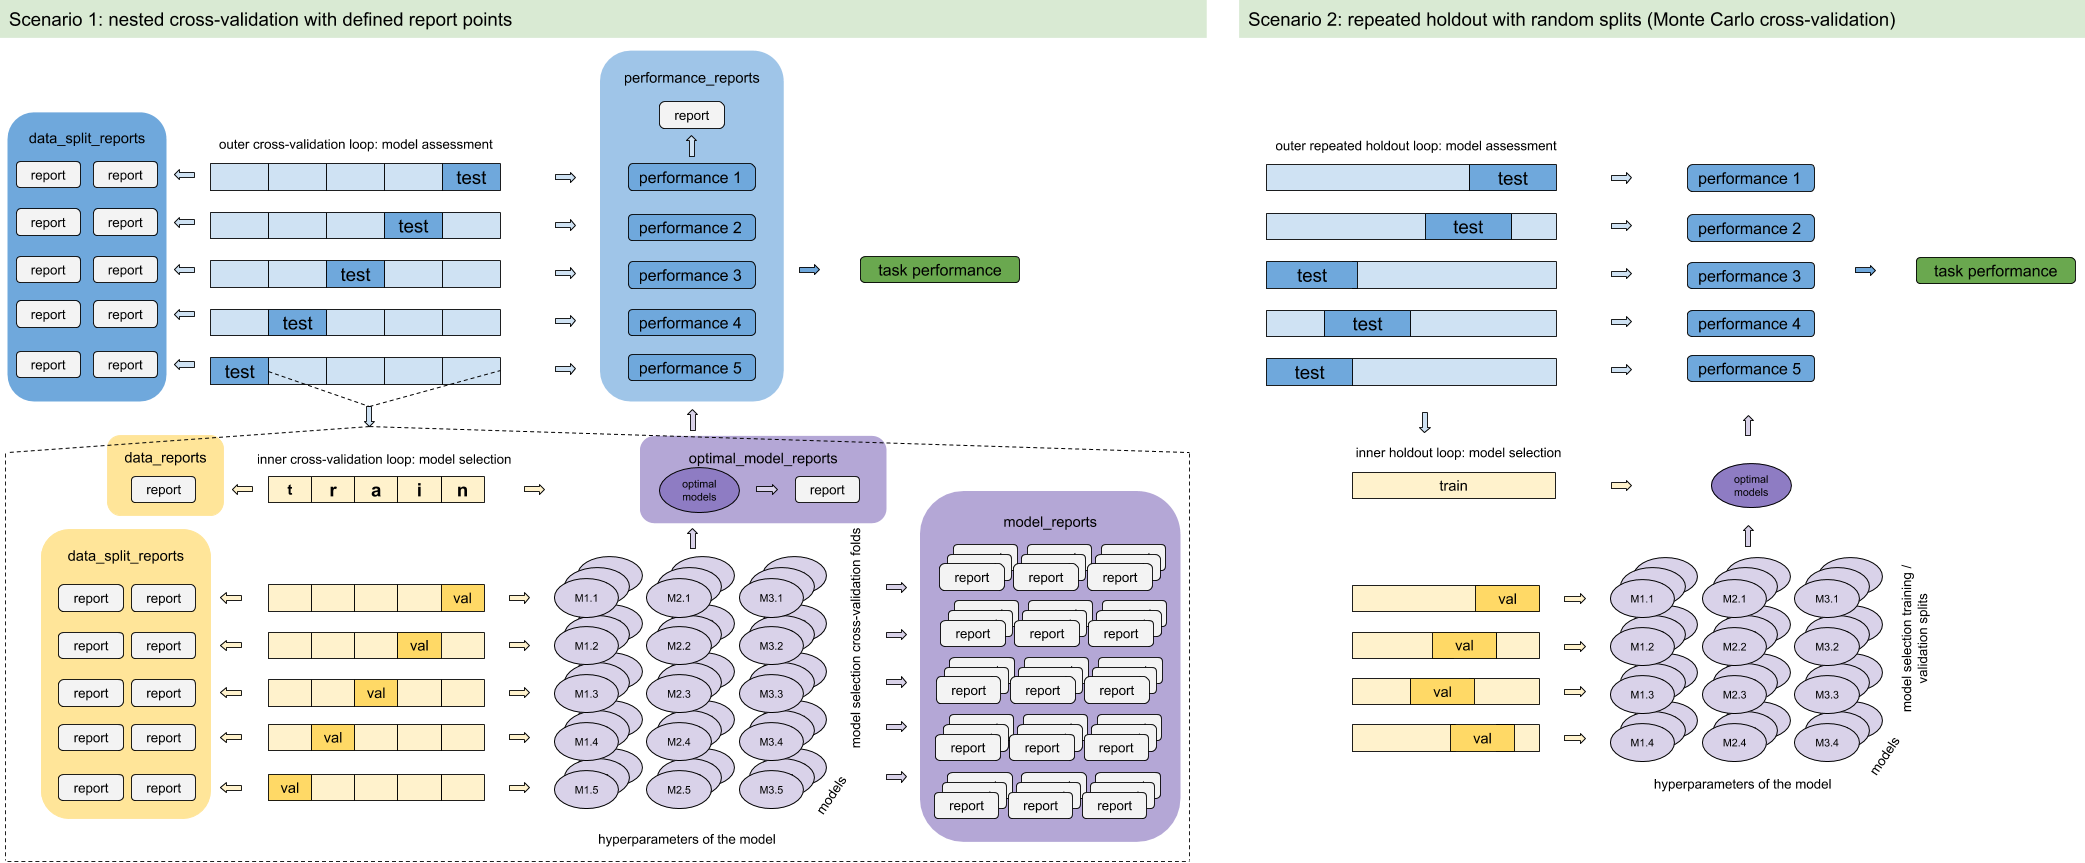 Scenario 1: nested cross-validation with defined report points
performance_reports
report
data_split_reports
outer cross-validation loop: model assessment
report report test performance 1
report report test performance 2
report report test performance 3
task performance
report report test performance 4
report report test performance 5
data_reports
inner cross-validation loop: model selection
optimal_model_reports
report
t r a i n
optimal
models
report
data_split_reports
model_reports
report report val M1.1 M2.1 M3.1 report report report
report report val M1.2 M2.2 M3.2 report report report
report report val M1.3 M2.3 M3.3 report report report
report report val M1.4 M2.4 M3.4 report report report
report report val M1.5 M2.5 M3.5 report report report
model selection cross-validation folds
models
hyperparameters of the model
Scenario 2: repeated holdout with random splits (Monte Carlo cross-validation)
outer repeated holdout loop: model assessment
test performance 1
test performance 2
test performance 3
task performance
test performance 4
test performance 5
inner holdout loop: model selection
train
optimal
models
val M1.1 M2.1 M3.1
val M1.2 M2.2 M3.2
val M1.3 M2.3 M3.3
val M1.4 M2.4 M3.4
model selection training /
validation splits
models
hyperparameters of the model